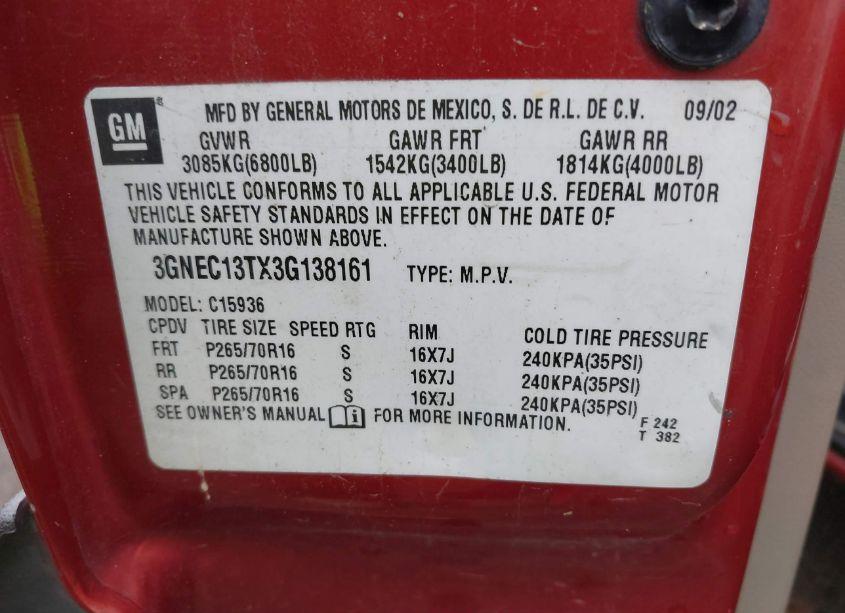 GM ®
MFD BY GENERAL MOTORS DE MEXICO, S. DE R.L. DE C.V. 09/02
GVWR GAWR FRT GAWR RR
3085KG(6800LB) 1542KG(3400LB) 1814KG(4000LB)
THIS VEHICLE CONFORMS TO ALL APPLICABLE U.S. FEDERAL MOTOR
VEHICLE SAFETY STANDARDS IN EFFECT ON THE DATE OF
MANUFACTURE SHOWN ABOVE.
3GNEC13TX3G138161 TYPE: M.P.V.
MODEL: C15936
CPDV TIRE SIZE SPEED RTG RIM COLD TIRE PRESSURE
FRT P265/70R16 S 16X7J 240KPA(35PSI)
RR P265/70R16 S 16X7J 240KPA(35PSI)
SPA P265/70R16 S 16X7J 240KPA(35PSI)
SEE OWNER'S MANUAL i FOR MORE INFORMATION.
F 242
T 382